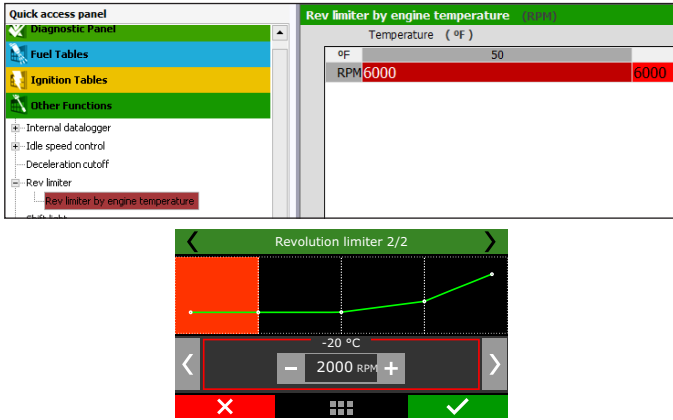 Quick access panel
Diagnostic Panel
Fuel Tables
Ignition Tables
Other Functions
Internal datalogger
Idle speed control
Deceleration cutoff
Rev limiter
Rev limiter by engine temperature
Rev limiter by engine temperature (RPM)
Temperature (ºF)
ºF 50
RPM 6000 6000
Revolution limiter 2/2
-20 °C
2000 RPM